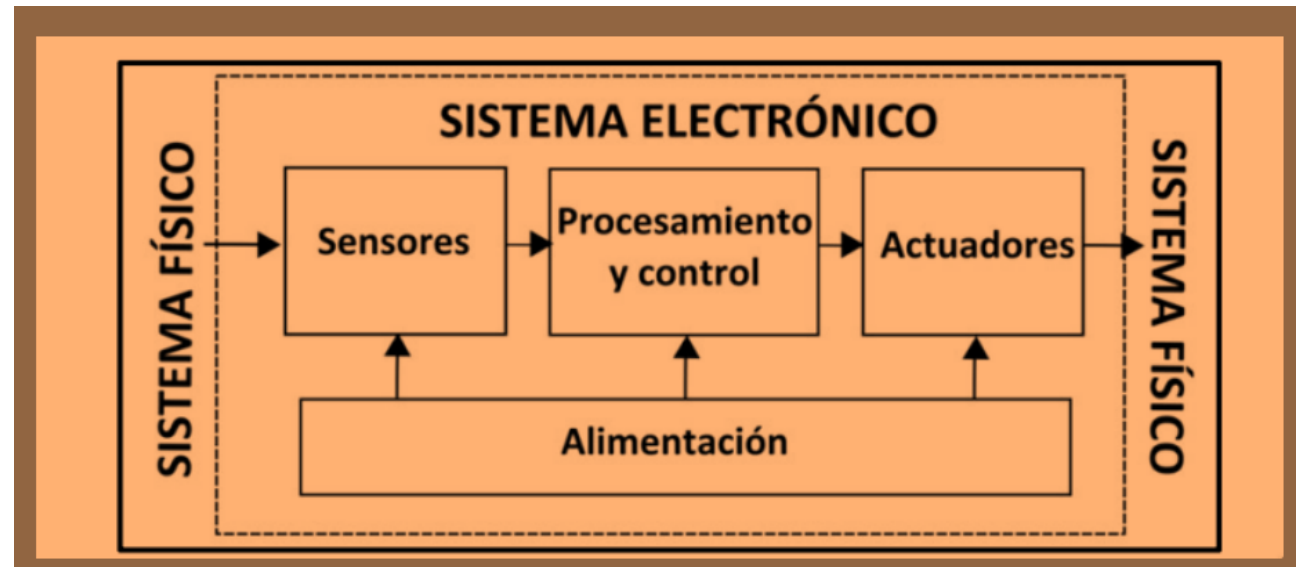 SISTEMA ELECTRÓNICO
SISTEMA FÍSICO
Sensores
Procesamiento
y control
Actuadores
SISTEMA FÍSICO
Alimentación